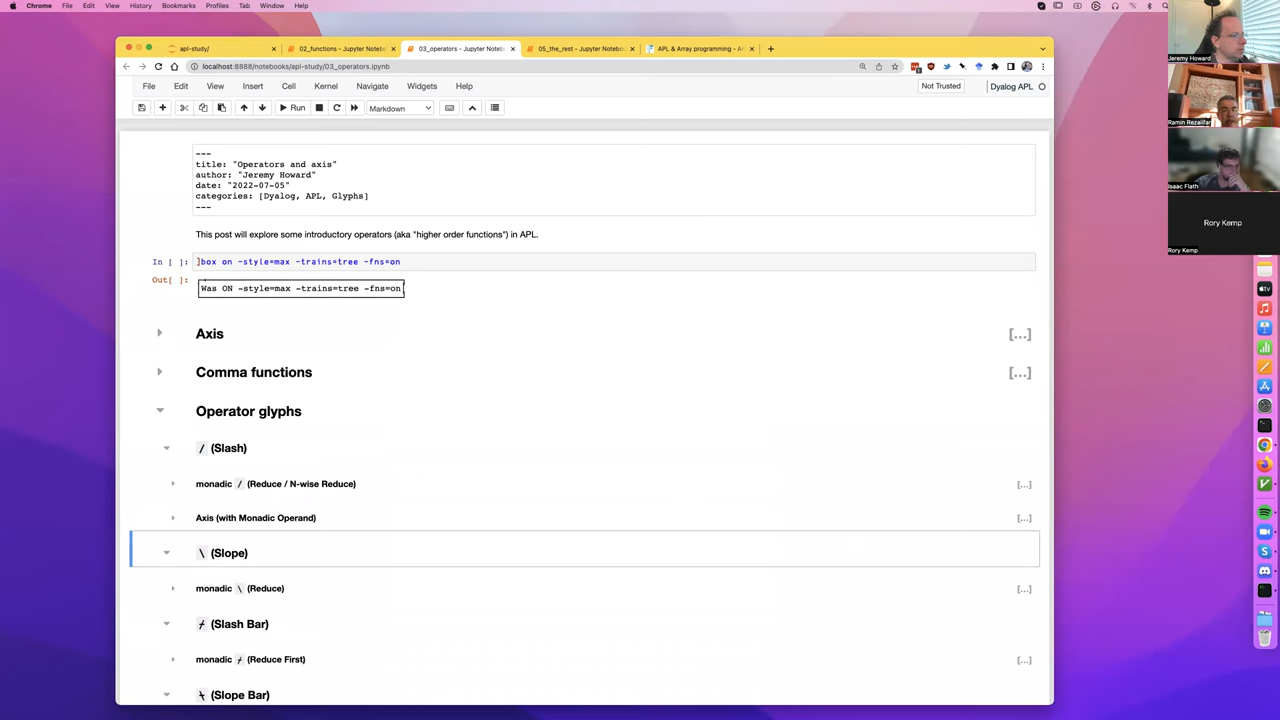 Chrome File Edit View History Bookmarks Profiles Tab Window Help
apl-study/ 02_functions - Jupyter Notebo 03_operators - Jupyter Noteb 05_the_rest - Jupyter Notebo APL & Array programming - A
localhost:8888/notebooks/apl-study/03_operators.ipynb
File Edit View Insert Cell Kernel Navigate Widgets Help Not Trusted Dyalog APL
Run Markdown
---
title: "Operators and axis"
author: "Jeremy Howard"
date: "2022-07-05"
categories: [Dyalog, APL, Glyphs]
---
This post will explore some introductory operators (aka "higher order functions") in APL.
In [ ]: ]box on -style=max -trains=tree -fns=on
Out[ ]: Was ON -style=max -trains=tree -fns=on
Axis [...]
Comma functions [...]
Operator glyphs
/ (Slash)
monadic / (Reduce / N-wise Reduce) [...]
Axis (with Monadic Operand) [...]
\ (Slope)
monadic \ (Reduce) [...]
⌿ (Slash Bar)
monadic ⌿ (Reduce First) [...]
⍀ (Slope Bar)
Jeremy Howard
Ramin Rezaiifar
Isaac Flath
Rory Kemp
Rory Kemp